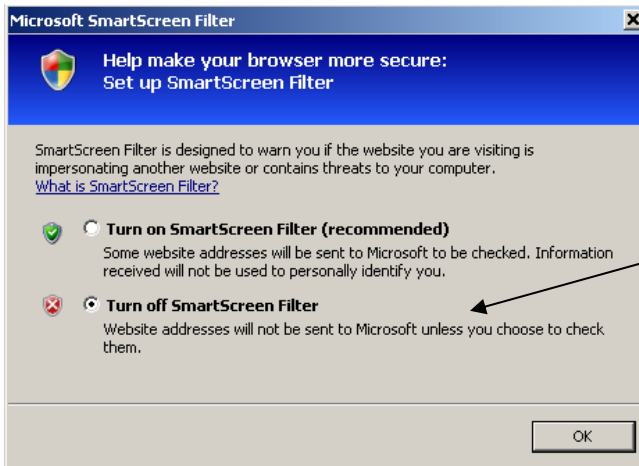 Microsoft SmartScreen Filter
Help make your browser more secure:
Set up SmartScreen Filter
SmartScreen Filter is designed to warn you if the website you are visiting is
impersonating another website or contains threats to your computer.
What is SmartScreen Filter?
Turn on SmartScreen Filter (recommended)
Some website addresses will be sent to Microsoft to be checked. Information
received will not be used to personally identify you.
Turn off SmartScreen Filter
Website addresses will not be sent to Microsoft unless you choose to check
them.
OK